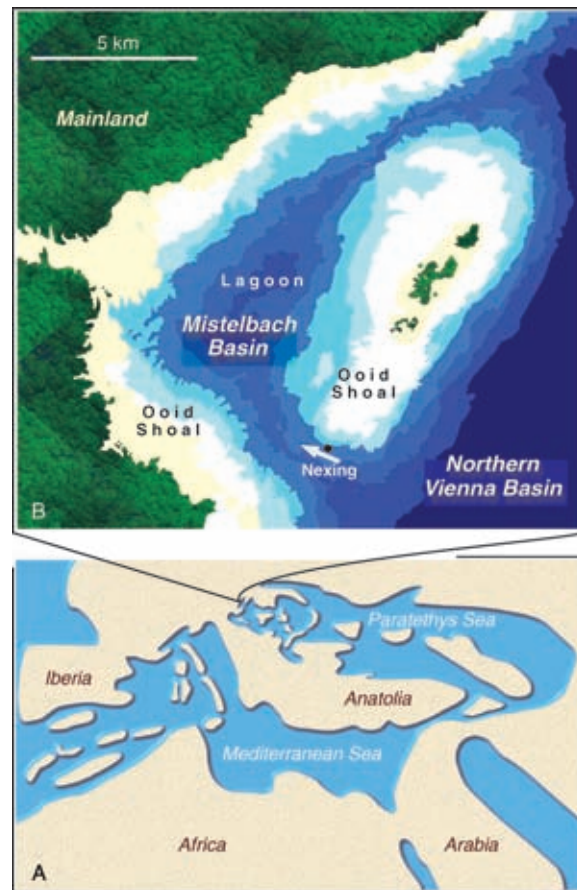 5 km
Mainland
Lagoon
Mistelbach
Basin
Ooid
Shoal
Ooid
Shoal
Nexing
Northern
Vienna Basin
B
Paratethys Sea
Iberia
Anatolia
Mediterranean Sea
Africa
Arabia
A